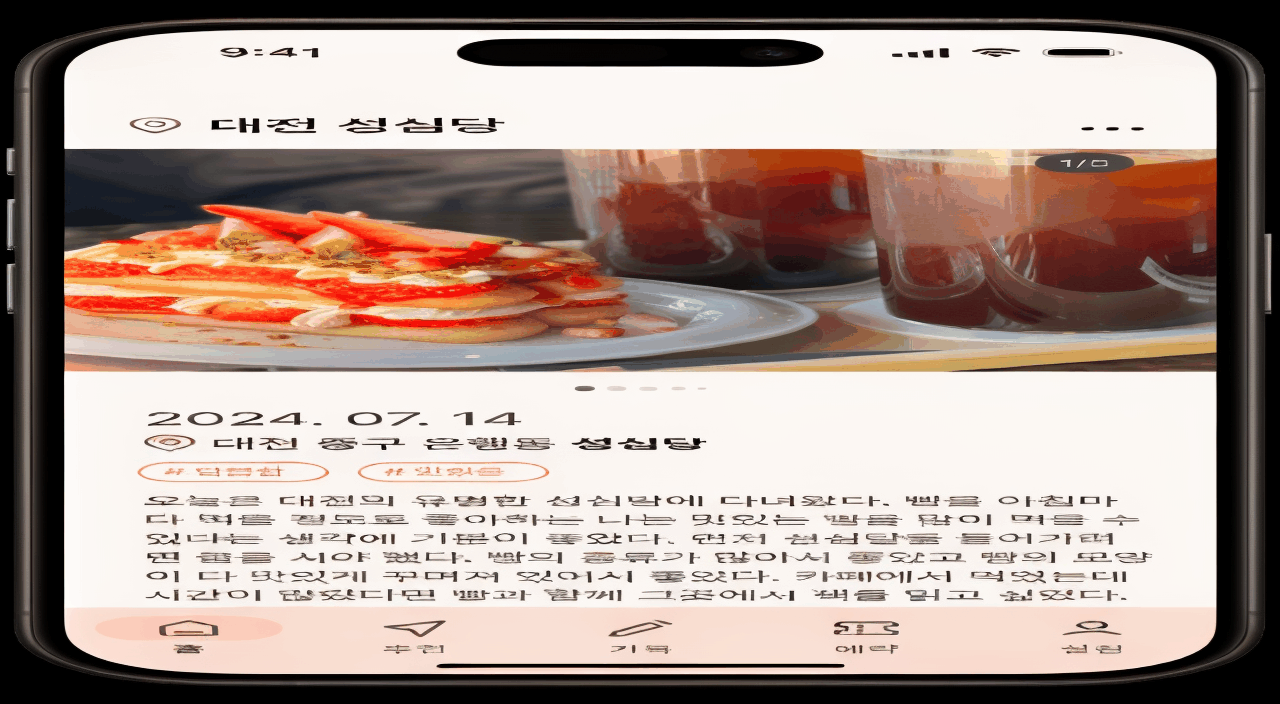 9:41
대전 성심당
2024. 07. 14
대전 중구 은행동 성심당
오늘은 대전의 유명한 성심당에 다녀왔다. 빵을 아침마
다 먹을 정도로 좋아하는 나는 맛있는 빵을 많이 먹을 수
있다는 생각에 기분이 좋았다. 먼저 성심당을 들어가려
면 줄을 서야 했다. 빵의 종류가 많아서 좋았고 빵의 모양
이 다 맛있게 꾸며져 있어서 좋았다. 카페에서 먹었는데
시간이 많았다면 빵과 함께 그곳에서 책을 읽고 싶었다.
홈 추천 기록 예약